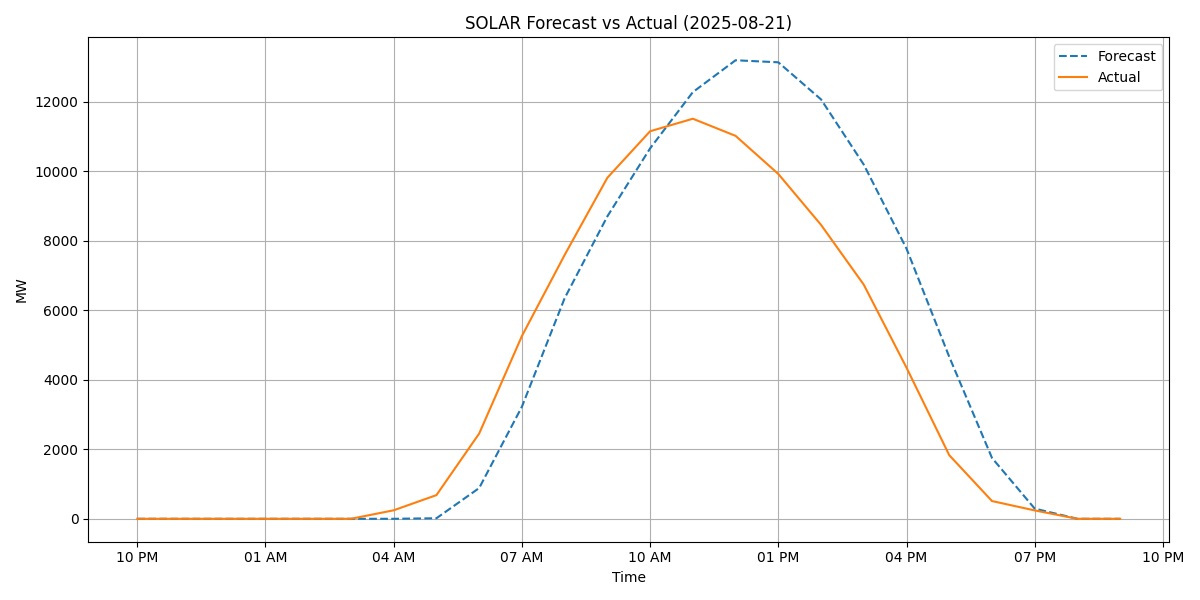 SOLAR Forecast vs Actual (2025-08-21)
Forecast
Actual
12000
10000
8000
6000
4000
2000
0
MW
10 PM 01 AM 04 AM 07 AM 10 AM 01 PM 04 PM 07 PM 10 PM
Time